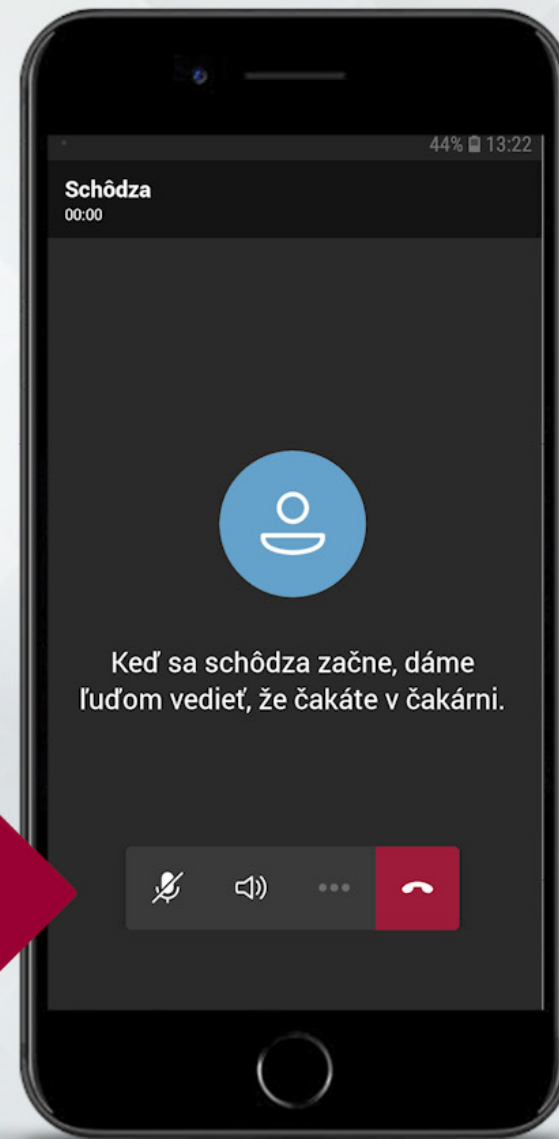 44% 13:22
Schôdza
00:00
Keď sa schôdza začne, dáme
ľuďom vedieť, že čakáte v čakárni.